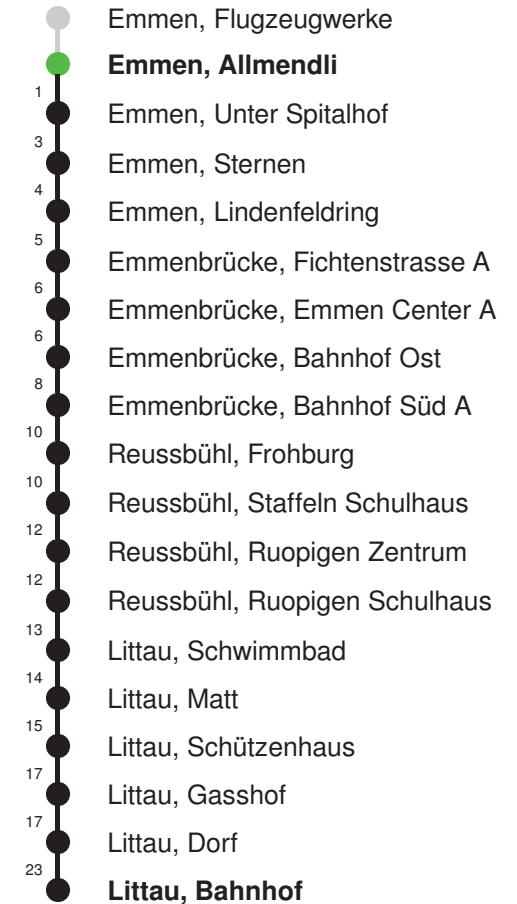 Emmen, Flugzeugwerke
Emmen, Allmendli
1 Emmen, Unter Spitalhof
3 Emmen, Sternen
4 Emmen, Lindenfeldring
5 Emmenbrücke, Fichtenstrasse A
6 Emmenbrücke, Emmen Center A
6 Emmenbrücke, Bahnhof Ost
8 Emmenbrücke, Bahnhof Süd A
10 Reussbühl, Frohburg
10 Reussbühl, Staffeln Schulhaus
12 Reussbühl, Ruopigen Zentrum
12 Reussbühl, Ruopigen Schulhaus
13 Littau, Schwimmbad
14 Littau, Matt
15 Littau, Schützenhaus
17 Littau, Gasshof
17 Littau, Dorf
23 Littau, Bahnhof